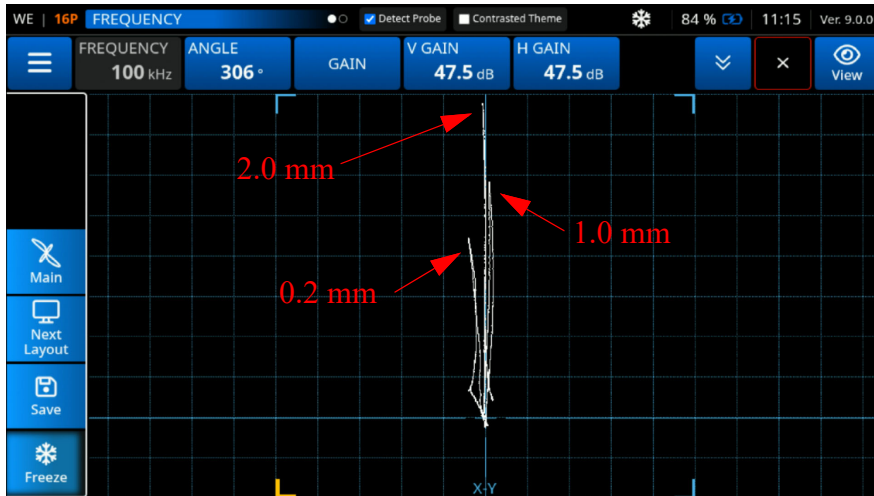 WE | 16P FREQUENCY Detect Probe Contrasted Theme 84 % 11:15 Ver. 9.0.0
FREQUENCY ANGLE GAIN V GAIN H GAIN
100 kHz 306 ° 47.5 dB 47.5 dB View
2.0 mm
1.0 mm
0.2 mm
Main
Next
Layout
Save
Freeze
X-Y